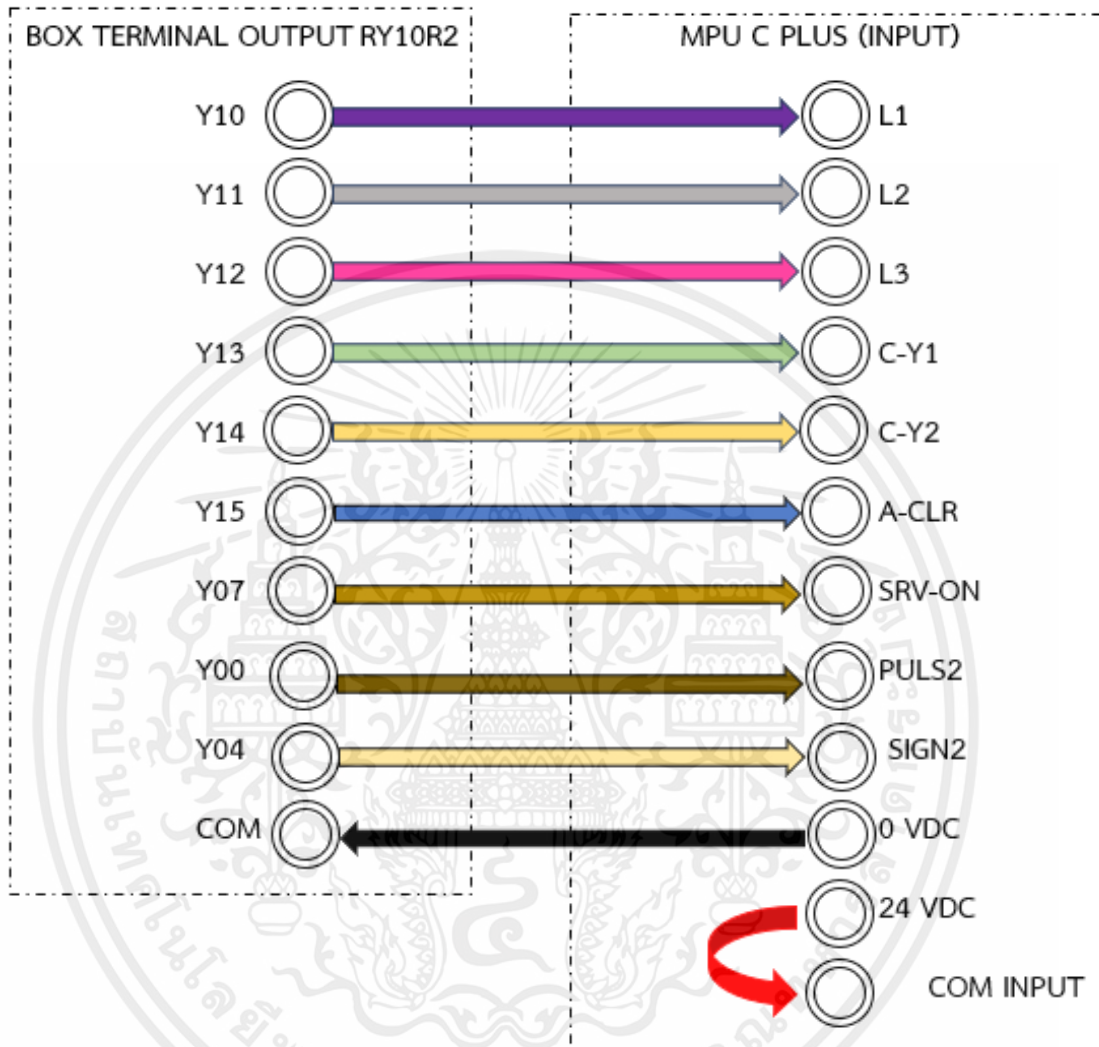 BOX TERMINAL OUTPUT RY10R2
MPU C PLUS (INPUT)
Y10
L1
Y11
L2
Y12
L3
Y13
C-Y1
Y14
C-Y2
Y15
A-CLR
Y07
SRV-ON
Y00
PULS2
Y04
SIGN2
COM
0 VDC
24 VDC
COM INPUT